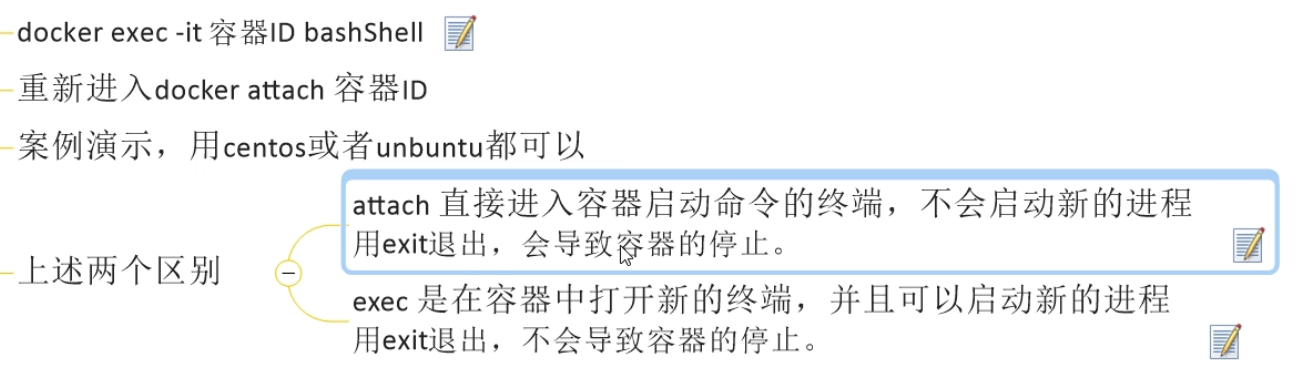 docker exec -it 容器ID bashShell
重新进入docker attach 容器ID
案例演示，用centos或者unbuntu都可以
上述两个区别
attach 直接进入容器启动命令的终端，不会启动新的进程
用exit退出，会导致容器的停止。
exec 是在容器中打开新的终端，并且可以启动新的进程
用exit退出，不会导致容器的停止。